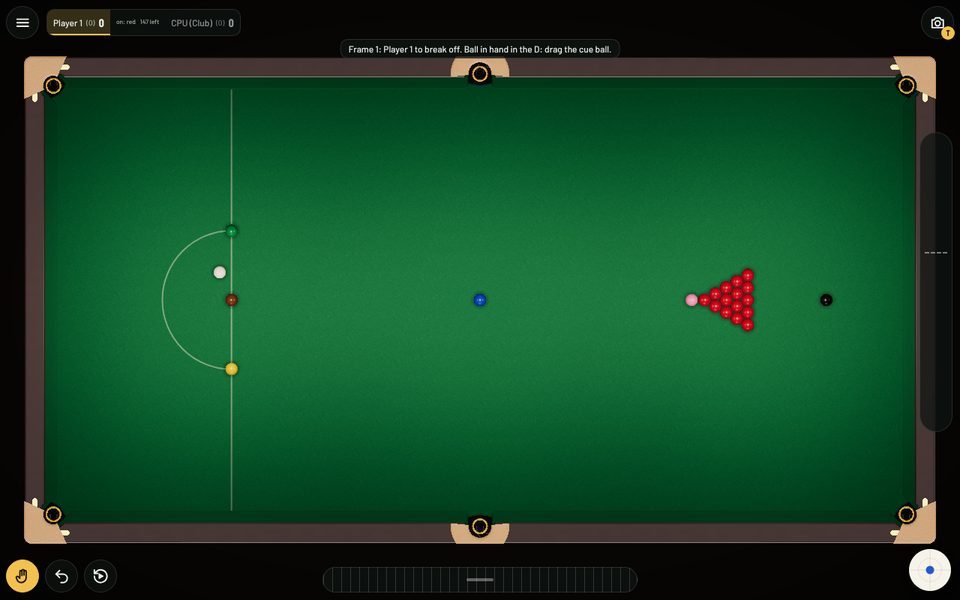 Player 1 (0) 0 on: red 147 left CPU (Club) (0) 0
T
Frame 1: Player 1 to break off. Ball in hand in the D: drag the cue ball.